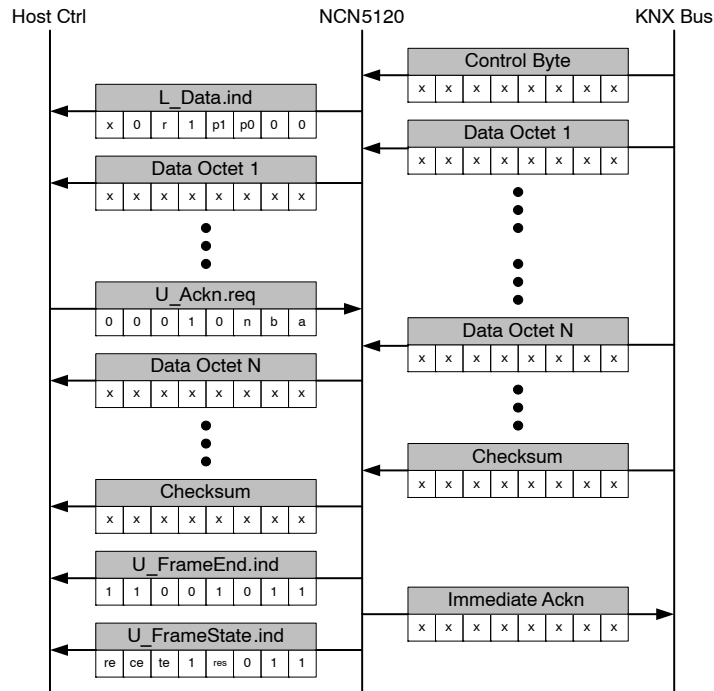 Host Ctrl NCN5120 KNX Bus
Control Byte
x x x x x x x x
L_Data.ind
x 0 r 1 p1 p0 0 0
Data Octet 1
x x x x x x x x
Data Octet 1
x x x x x x x x
U_Ackn.req
0 0 0 1 0 n b a
Data Octet N
x x x x x x x x
Data Octet N
x x x x x x x x
Checksum
x x x x x x x x
Checksum
x x x x x x x x
U_FrameEnd.ind
1 1 0 0 1 0 1 1
Immediate Ackn
x x x x x x x x
U_FrameState.ind
re ce te 1 res 0 1 1